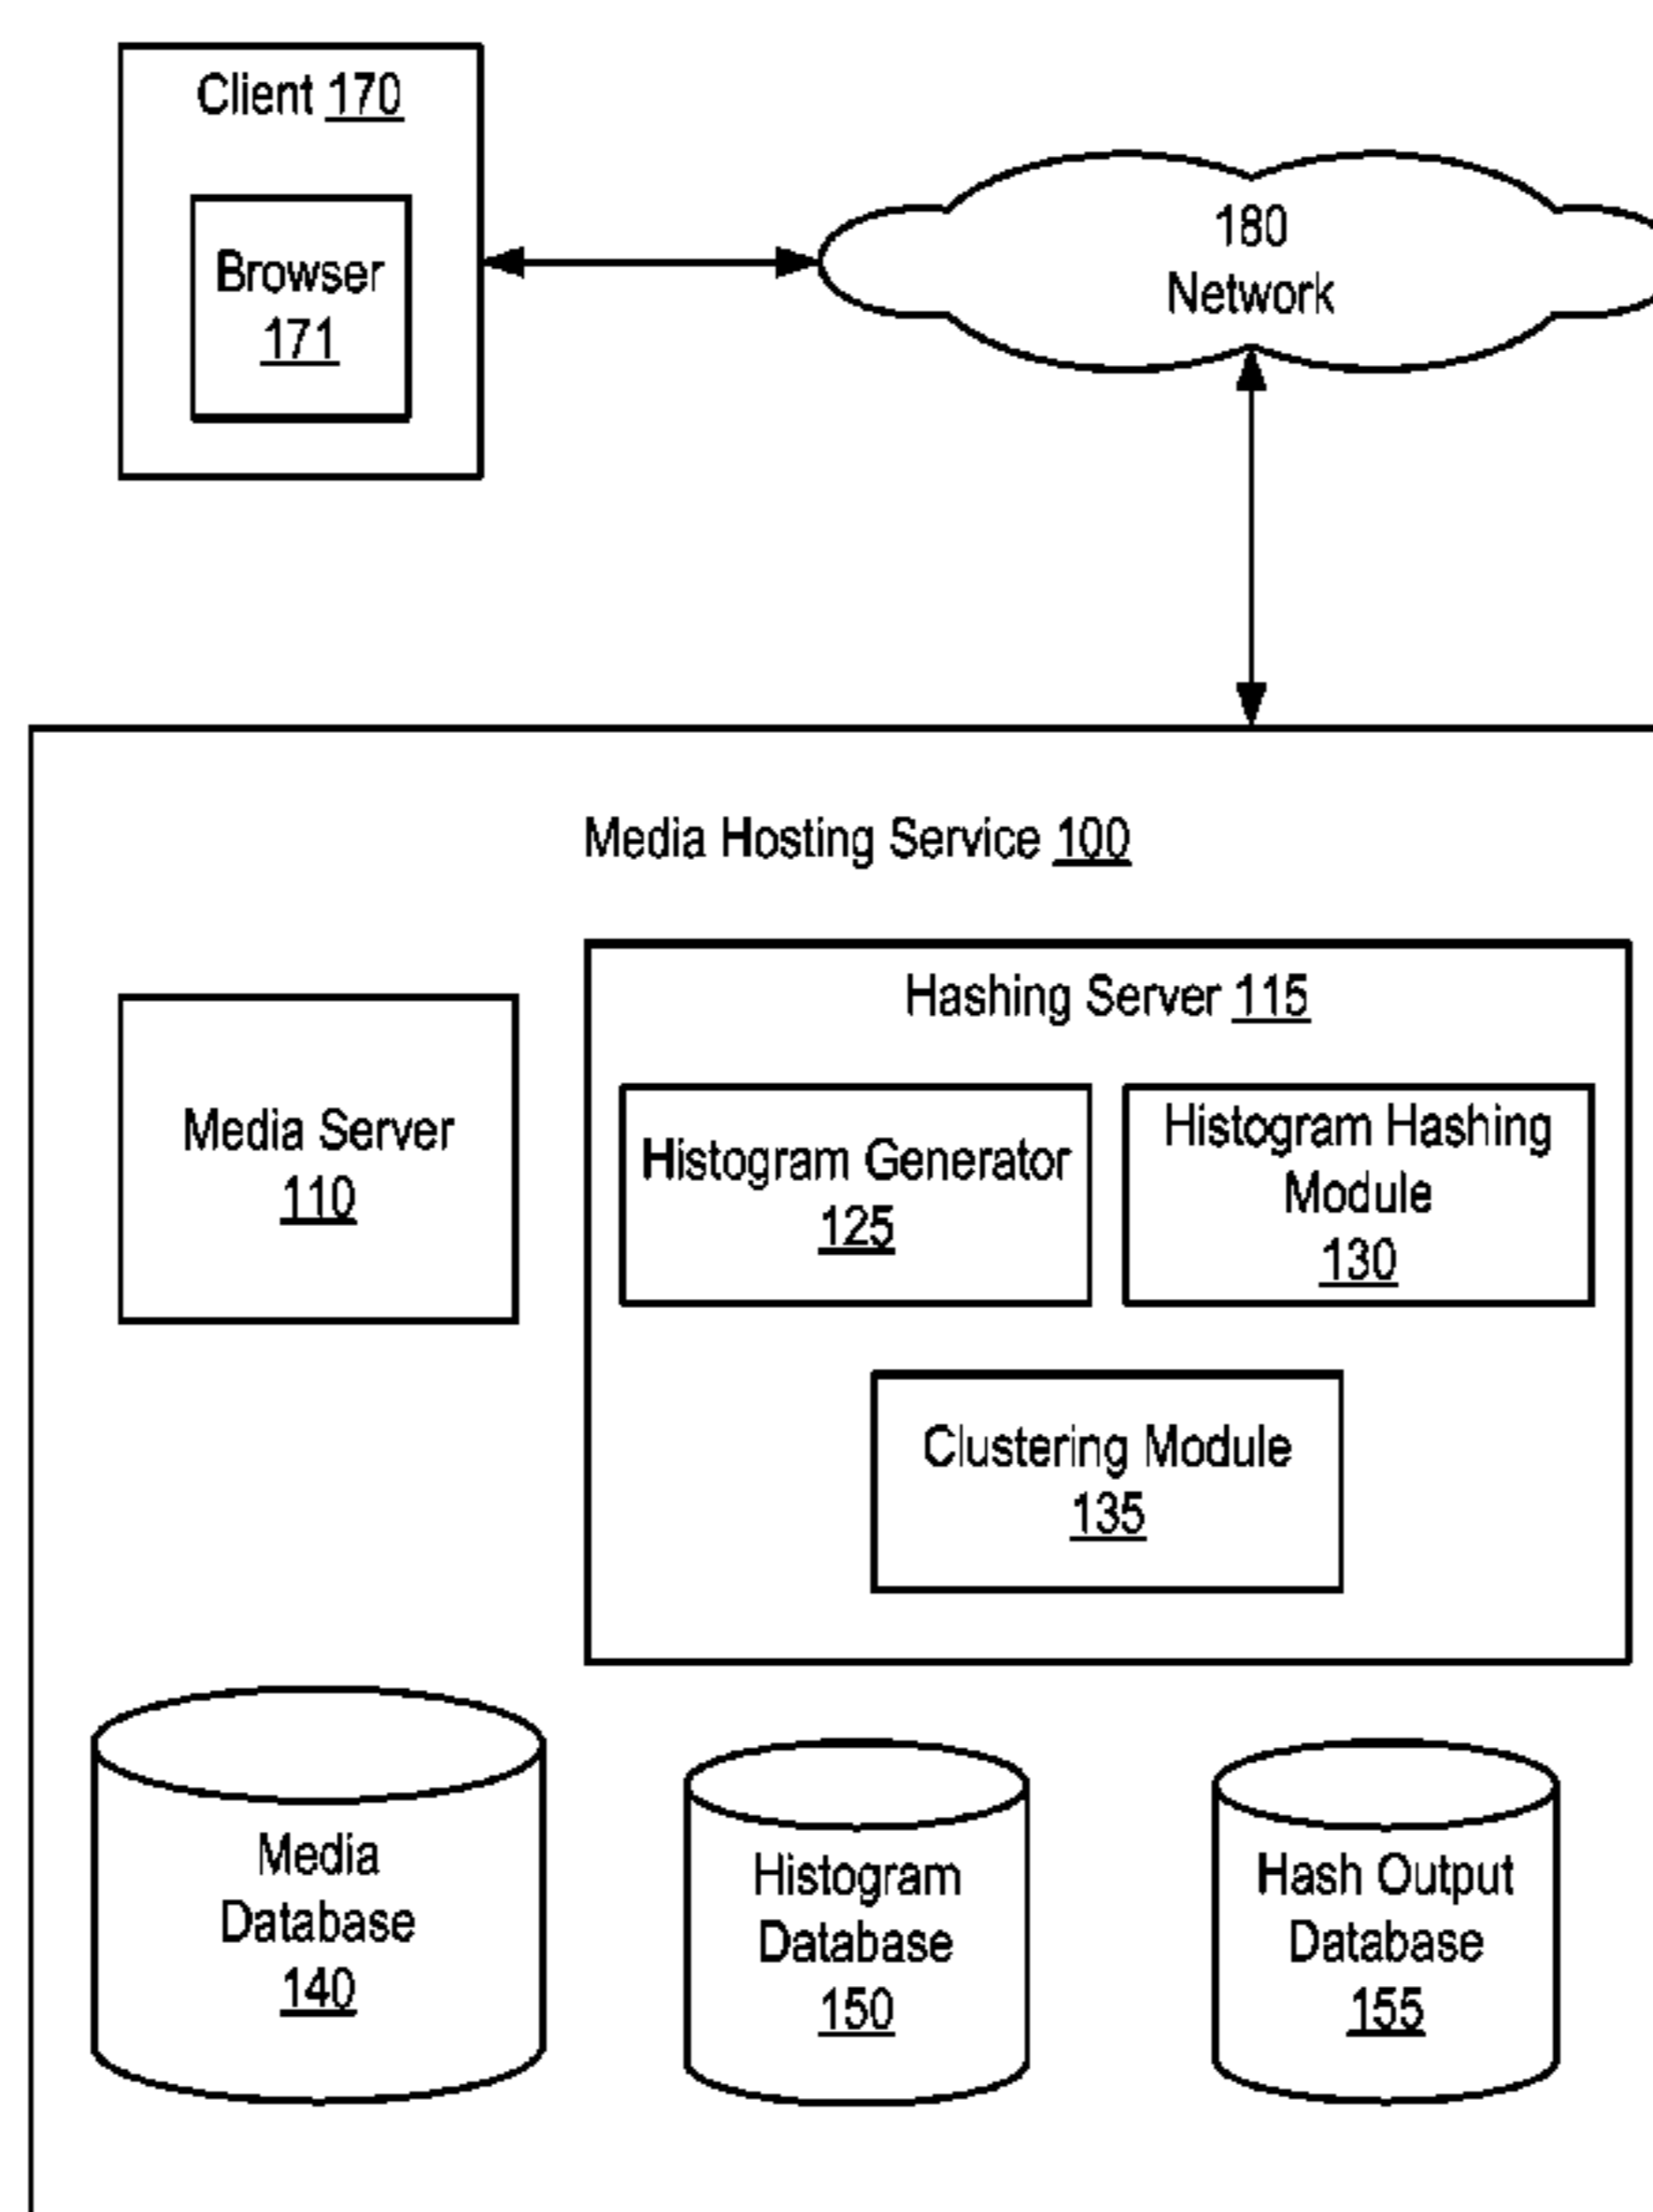 Client 170
Browser
171
180
Network
Media Hosting Service 100
Hashing Server 115
Media Server
110
Histogram Generator
125
Histogram Hashing
Module
130
Clustering Module
135
Media
Database
140
Histogram
Database
150
Hash Output
Database
155